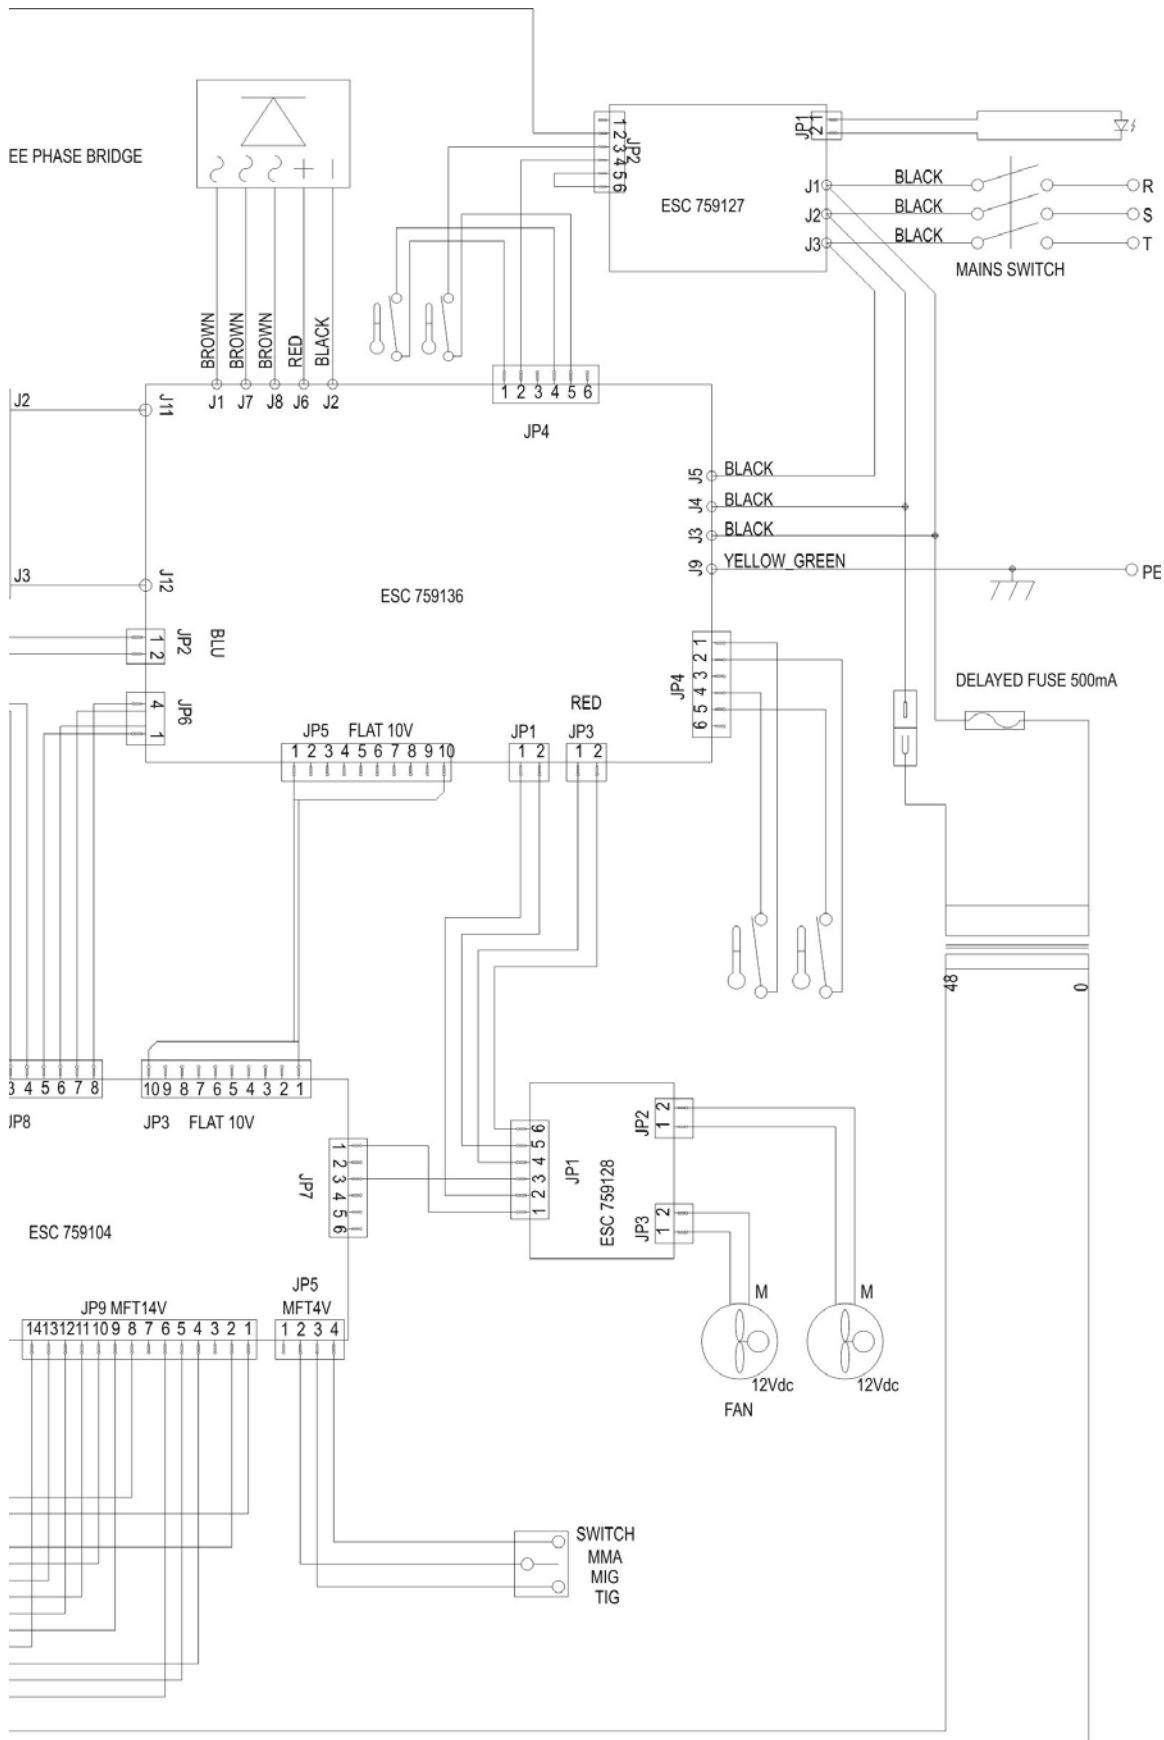 EE PHASE BRIDGE
1
2
3
4
5
6
JP2
ESC 759127
JP1
2 1
J1
J2
J3
BLACK
BLACK
BLACK
R
S
T
MAINS SWITCH
BROWN
BROWN
BROWN
RED
BLACK
J1 J7 J8 J6 J2
1 2 3 4 5 6
JP4
J2
J11
J3
J12
ESC 759136
J5 BLACK
J4 BLACK
J3 BLACK
J9 YELLOW_GREEN
PE
1
2
JP2
BLU
4
1
JP6
1 2 3 4 5 6
JP4
DELAYED FUSE 500mA
RED
JP5 FLAT 10V
JP1 JP3
1 2 3 4 5 6 7 8 9 10
1 2
1 2
48
0
3 4 5 6 7 8
JP8
10 9 8 7 6 5 4 3 2 1
JP3 FLAT 10V
1
2
3
4
5
6
JP7
6
5
4
3
2
1
JP1
ESC 759128
JP2
1 2
JP3
1 2
ESC 759104
JP5
MFT4V
JP9 MFT14V
14 13 12 11 10 9 8 7 6 5 4 3 2 1
1 2 3 4
M
M
12Vdc
12Vdc
FAN
SWITCH
MMA
MIG
TIG